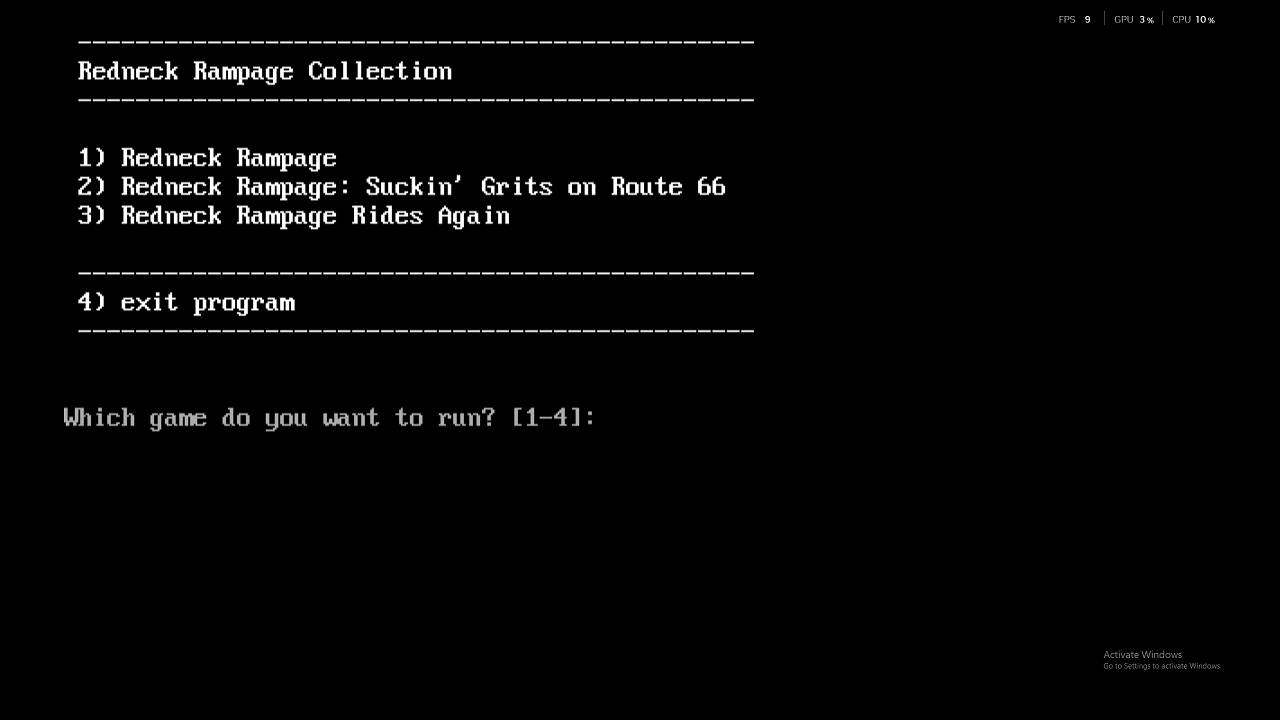 FPS 9 | GPU 3 % | CPU 10 %
------------------------------------------------
Redneck Rampage Collection
------------------------------------------------
1) Redneck Rampage
2) Redneck Rampage: Suckin' Grits on Route 66
3) Redneck Rampage Rides Again
------------------------------------------------
4) exit program
------------------------------------------------
Which game do you want to run? [1-4]:
Activate Windows
Go to Settings to activate Windows.